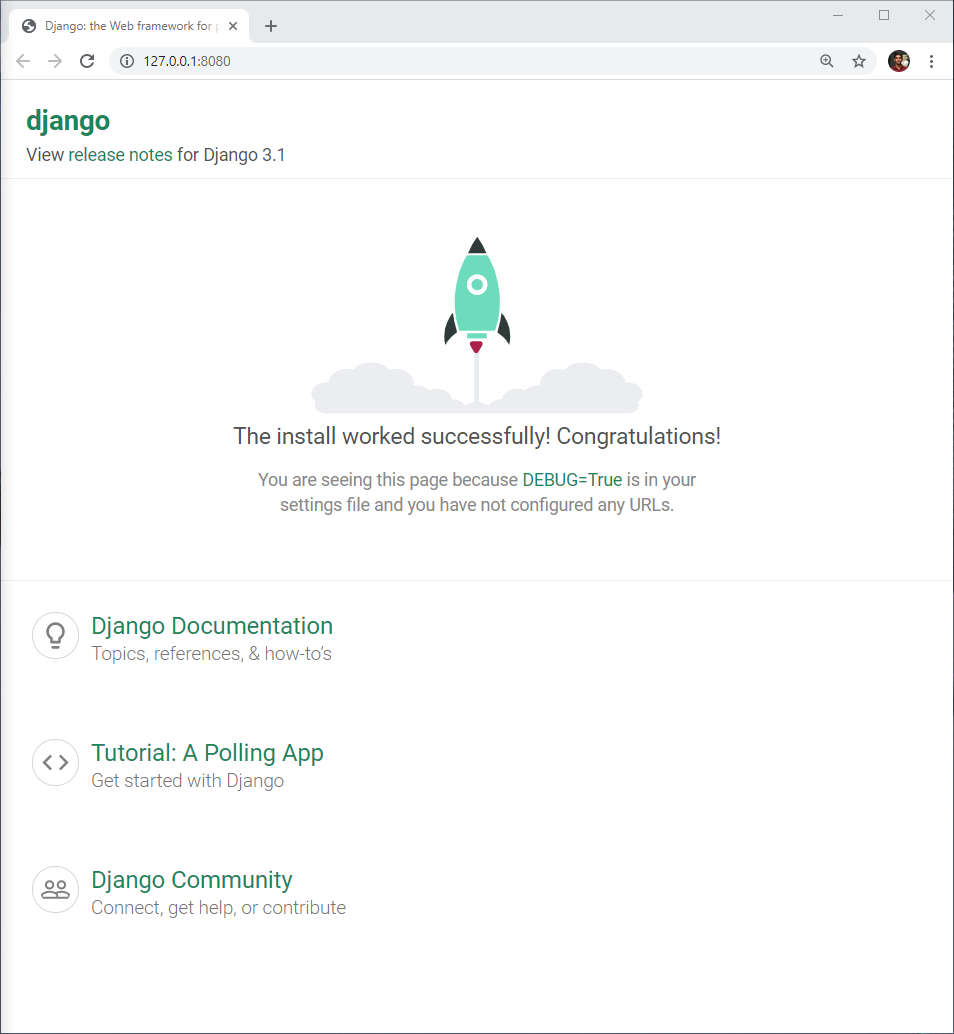 Django: the Web framework for
127.0.0.1:8080
django
View release notes for Django 3.1
The install worked successfully! Congratulations!
You are seeing this page because DEBUG=True is in your
settings file and you have not configured any URLs.
Django Documentation
Topics, references, & how-to’s
Tutorial: A Polling App
Get started with Django
Django Community
Connect, get help, or contribute